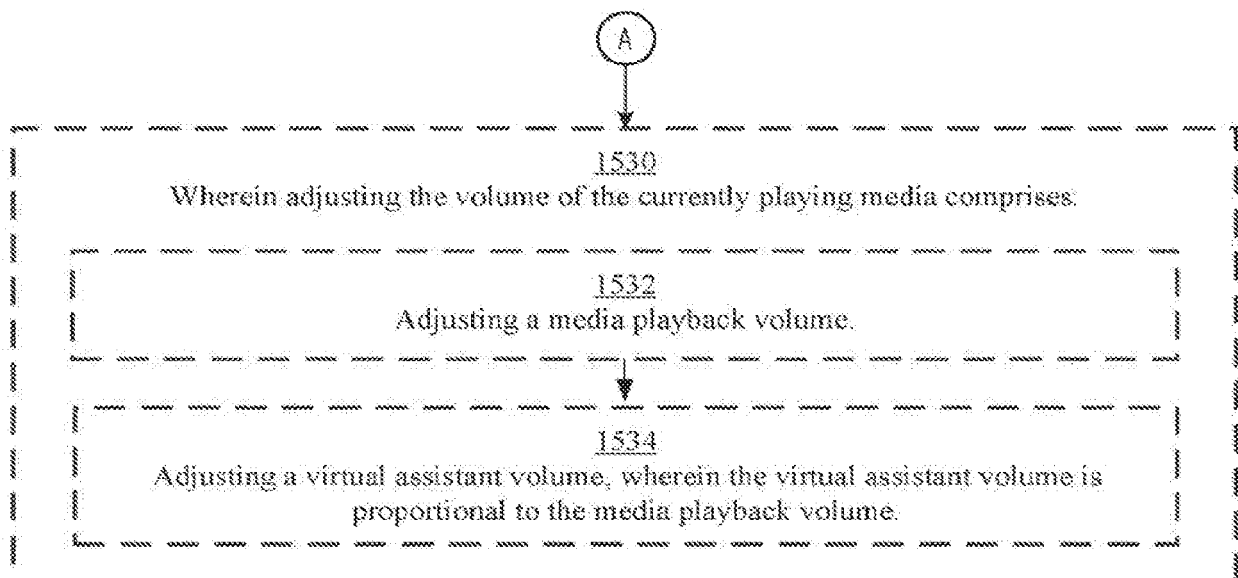 A
1530
Wherein adjusting the volume of the currently playing media comprises:
1532
Adjusting a media playback volume.
1534
Adjusting a virtual assistant volume, wherein the virtual assistant volume is
proportional to the media playback volume.